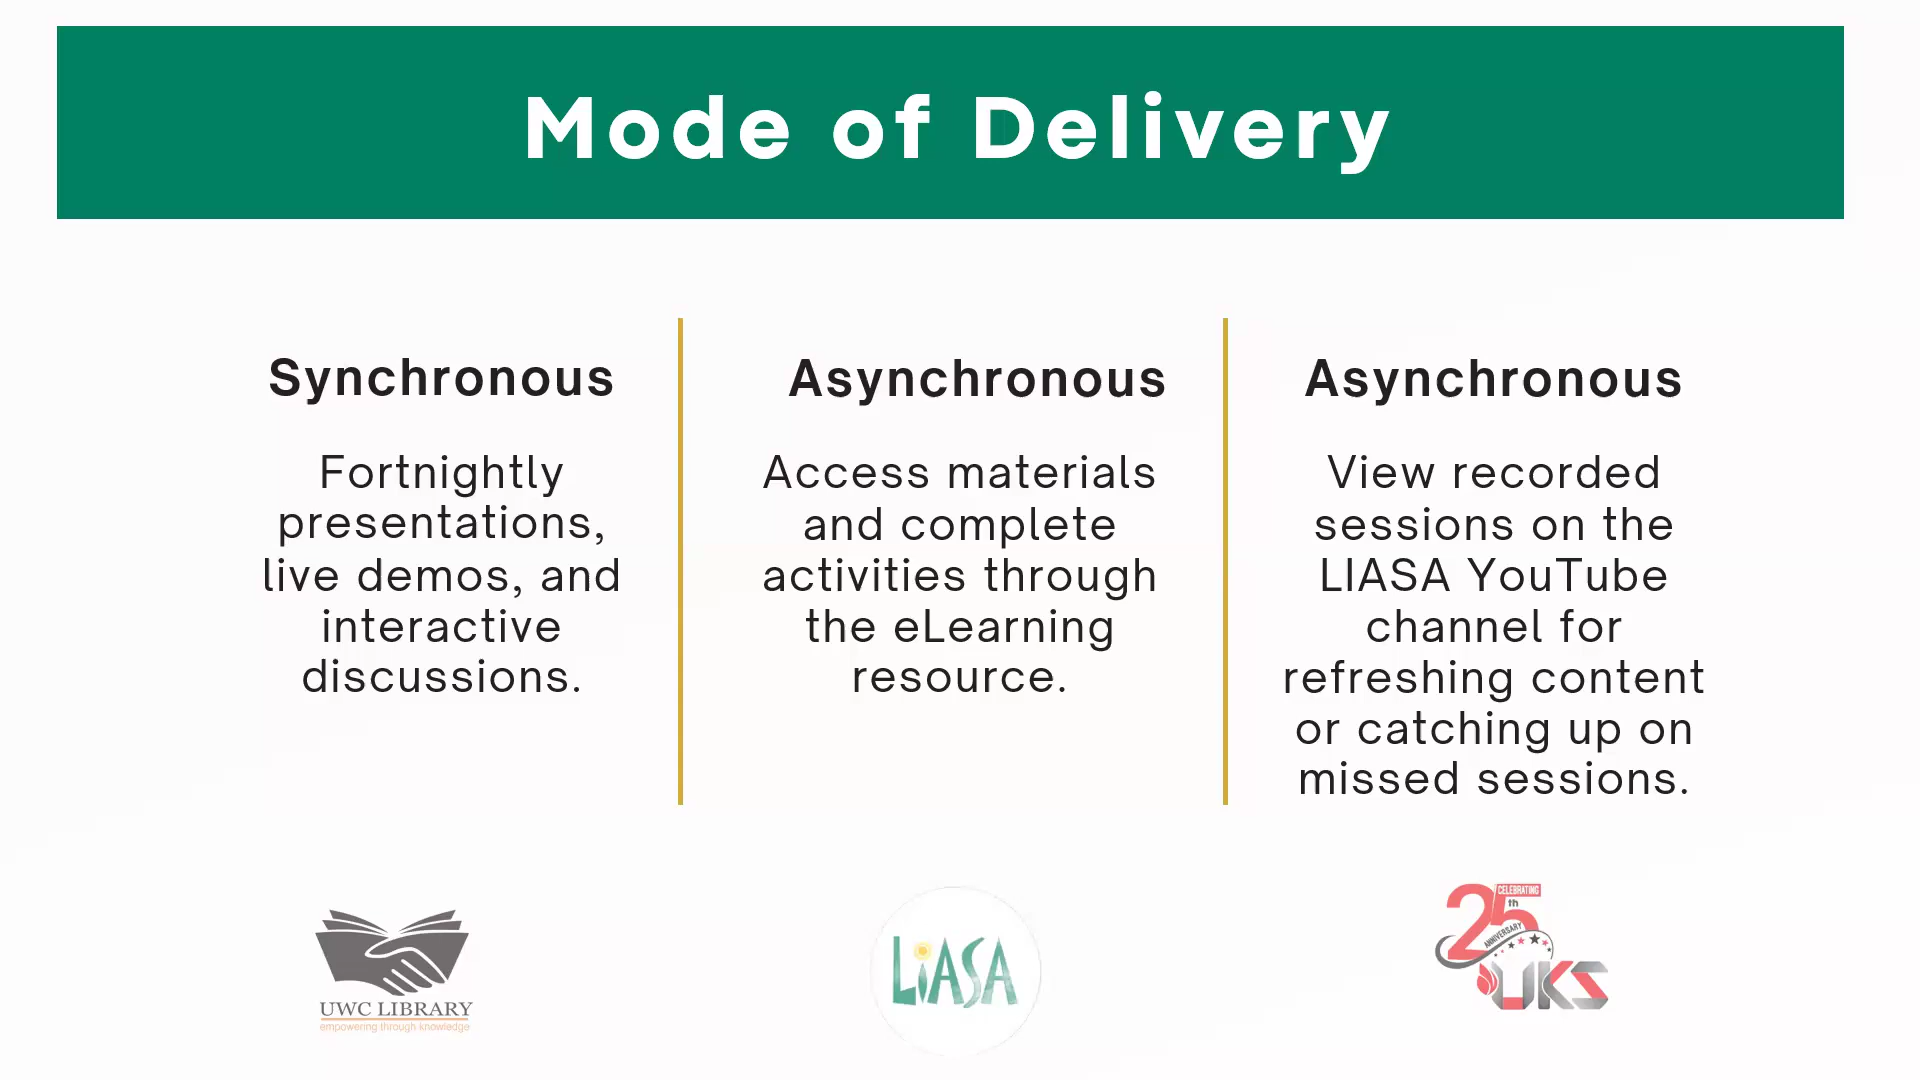 Mode of Delivery
Synchronous
Fortnightly
presentations,
live demos, and
interactive
discussions.
Asynchronous
Access materials
and complete
activities through
the eLearning
resource.
Asynchronous
View recorded
sessions on the
LIASA YouTube
channel for
refreshing content
or catching up on
missed sessions.
UWC LIBRARY
empowering through knowledge
LiASA
CELEBRATING
25th
ANNIVERSARY
UKS